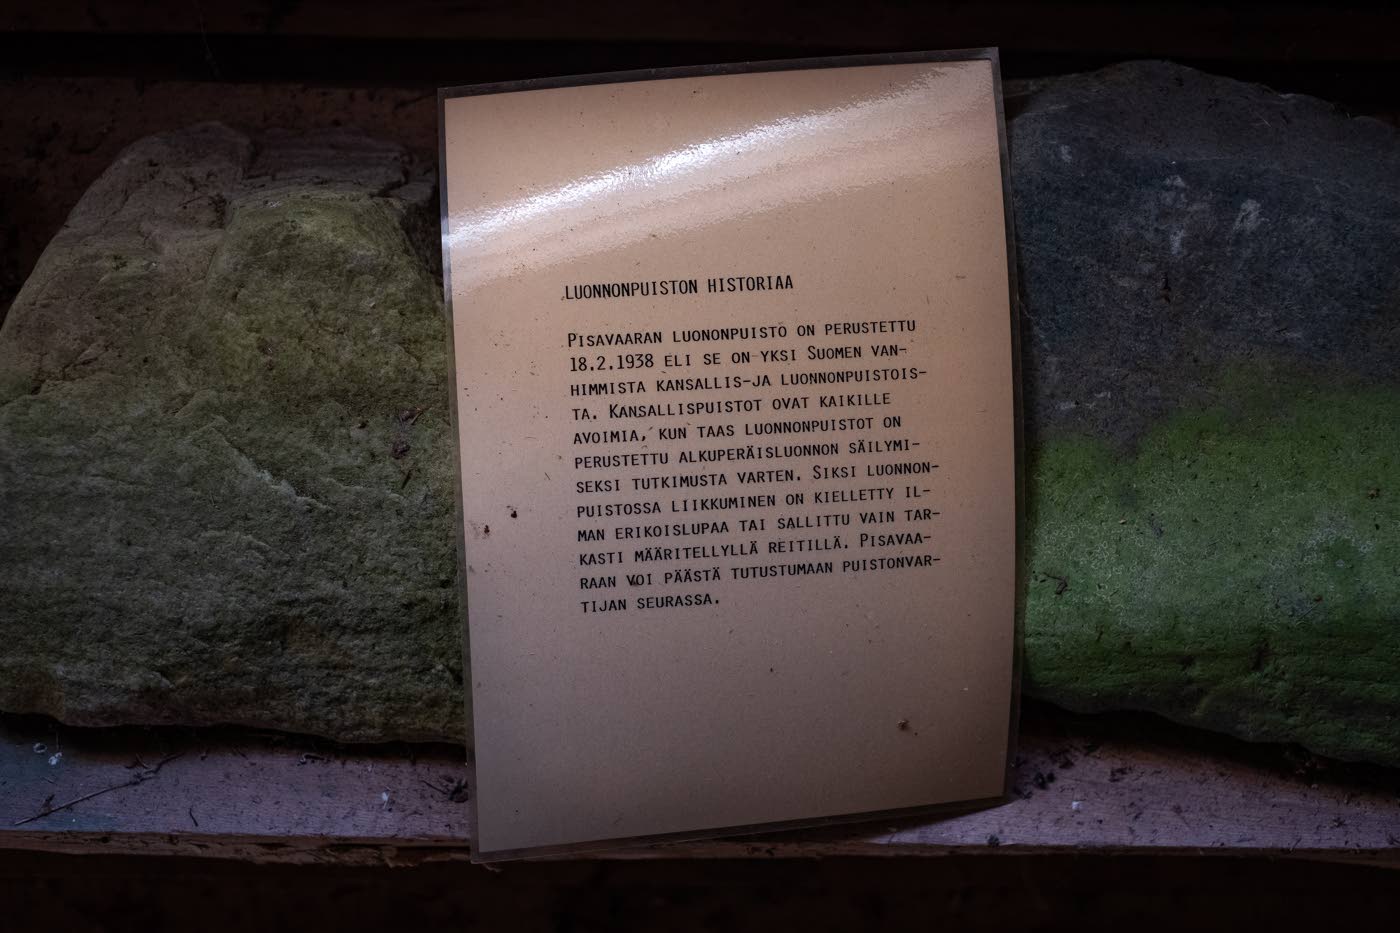 LUONNONPUISTON HISTORIAA
PISAVAARAN LUONONPUISTO ON PERUSTETTU
18.2.1938 ELI SE ON YKSI SUOMEN VAN-
HIMMISTA KANSALLIS-JA LUONNONPUISTOIS-
TA. KANSALLISPUISTOT OVAT KAIKILLE
AVOIMIA, KUN TAAS LUONNONPUISTOT ON
PERUSTETTU ALKUPERÄISLUONNON SÄILYMI-
SEKSI TUTKIMUSTA VARTEN. SIKSI LUONNON-
PUISTOSSA LIIKKUMINEN ON KIELLETTY IL-
MAN ERIKOISLUPAA TAI SALLITTU VAIN TAR-
KASTI MÄÄRITELLYLLÄ REITILLÄ. PISAVAA-
RAAN VOI PÄÄSTÄ TUTUSTUMAAN PUISTONVAR-
TIJAN SEURASSA.